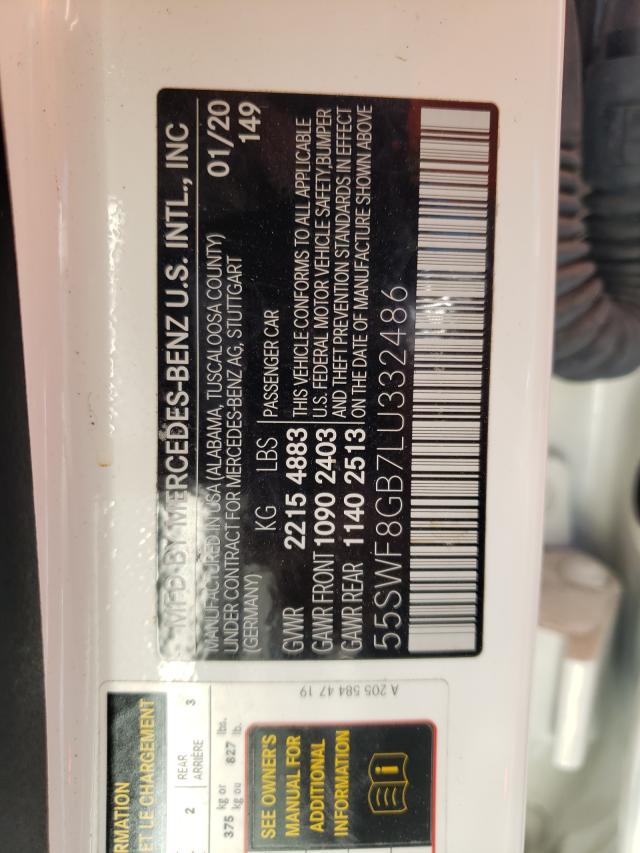 MFD BY MERCEDES-BENZ U.S. INTL., INC
MANUFACTURED IN USA (ALABAMA, TUSCALOOSA COUNTY) 01/20
UNDER CONTRACT FOR MERCEDES-BENZ AG, STUTTGART 149
(GERMANY)
KG LBS PASSENGER CAR
GVWR 2215 4883 THIS VEHICLE CONFORMS TO ALL APPLICABLE
GAWR FRONT 1090 2403 U.S. FEDERAL MOTOR VEHICLE SAFETY,BUMPER
GAWR REAR 1140 2513 AND THEFT PREVENTION STANDARDS IN EFFECT
ON THE DATE OF MANUFACTURE SHOWN ABOVE
55SWF8GB7LU332486
A 205 584 47 19
RMATION
ET LE CHARGEMENT
2 REAR 3
ARRIÈRE
375 kg or 827 lbs.
kg ou lb.
SEE OWNER'S
MANUAL FOR
ADDITIONAL
INFORMATION
i